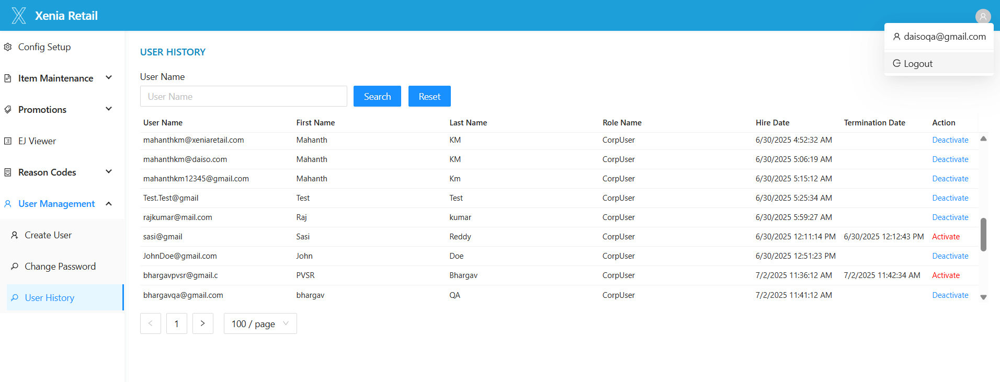 Xenia Retail
daisoqa@gmail.com
Logout
Config Setup
Item Maintenance
Promotions
EJ Viewer
Reason Codes
User Management
Create User
Change Password
User History
USER HISTORY
User Name
User Name Search Reset
User Name First Name Last Name Role Name Hire Date Termination Date Action
mahanthkm@xeniaretail.com Mahanth KM CorpUser 6/30/2025 4:52:32 AM Deactivate
mahanthkm@daiso.com Mahanth KM CorpUser 6/30/2025 5:06:19 AM Deactivate
mahanthkm12345@gmail.com Mahanth Km CorpUser 6/30/2025 5:15:12 AM Deactivate
Test.Test@gmail Test Test CorpUser 6/30/2025 5:25:34 AM Deactivate
rajkumar@mail.com Raj kumar CorpUser 6/30/2025 5:59:27 AM Deactivate
sasi@gmail Sasi Reddy CorpUser 6/30/2025 12:11:14 PM 6/30/2025 12:12:43 PM Activate
JohnDoe@gmail.com John Doe CorpUser 6/30/2025 12:51:23 PM Deactivate
bhargavpvsr@gmail.c PVSR Bhargav CorpUser 7/2/2025 11:36:12 AM 7/2/2025 11:42:34 AM Activate
bhargavqa@gmail.com bhargav QA CorpUser 7/2/2025 11:41:12 AM Deactivate
< 1 > 100 / page